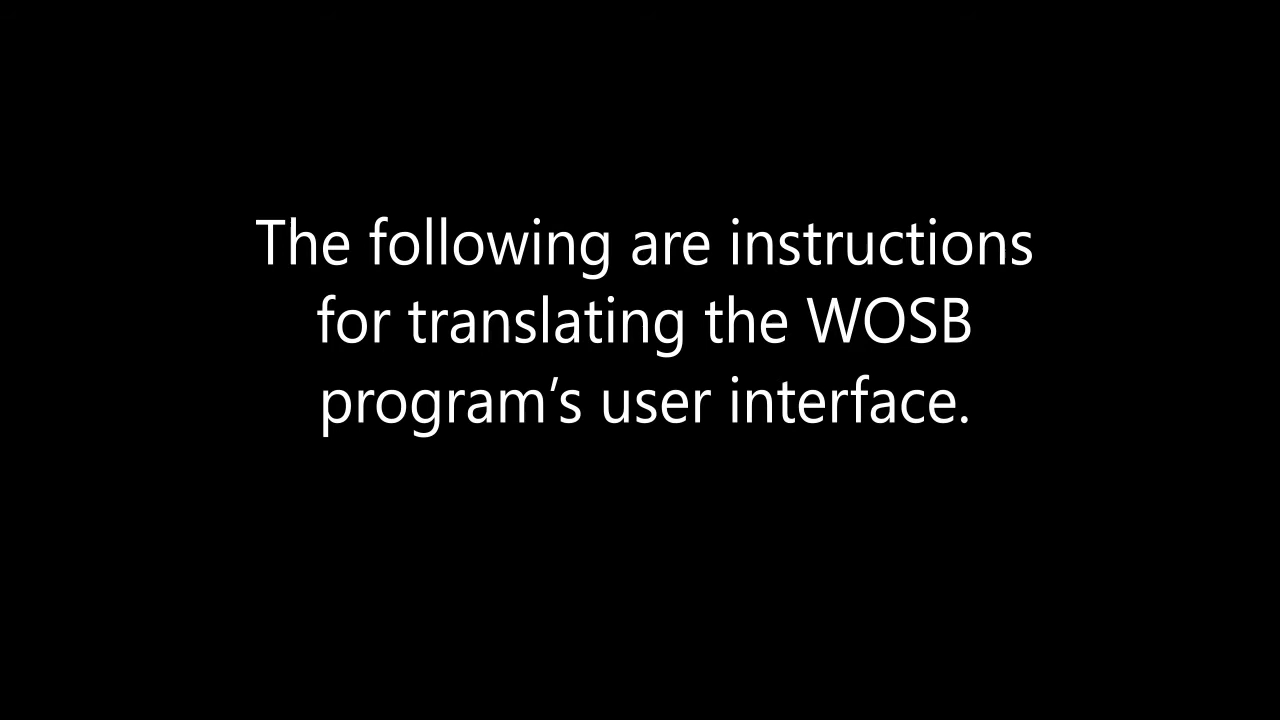 The following are instructions
for translating the WOSB
program’s user interface.